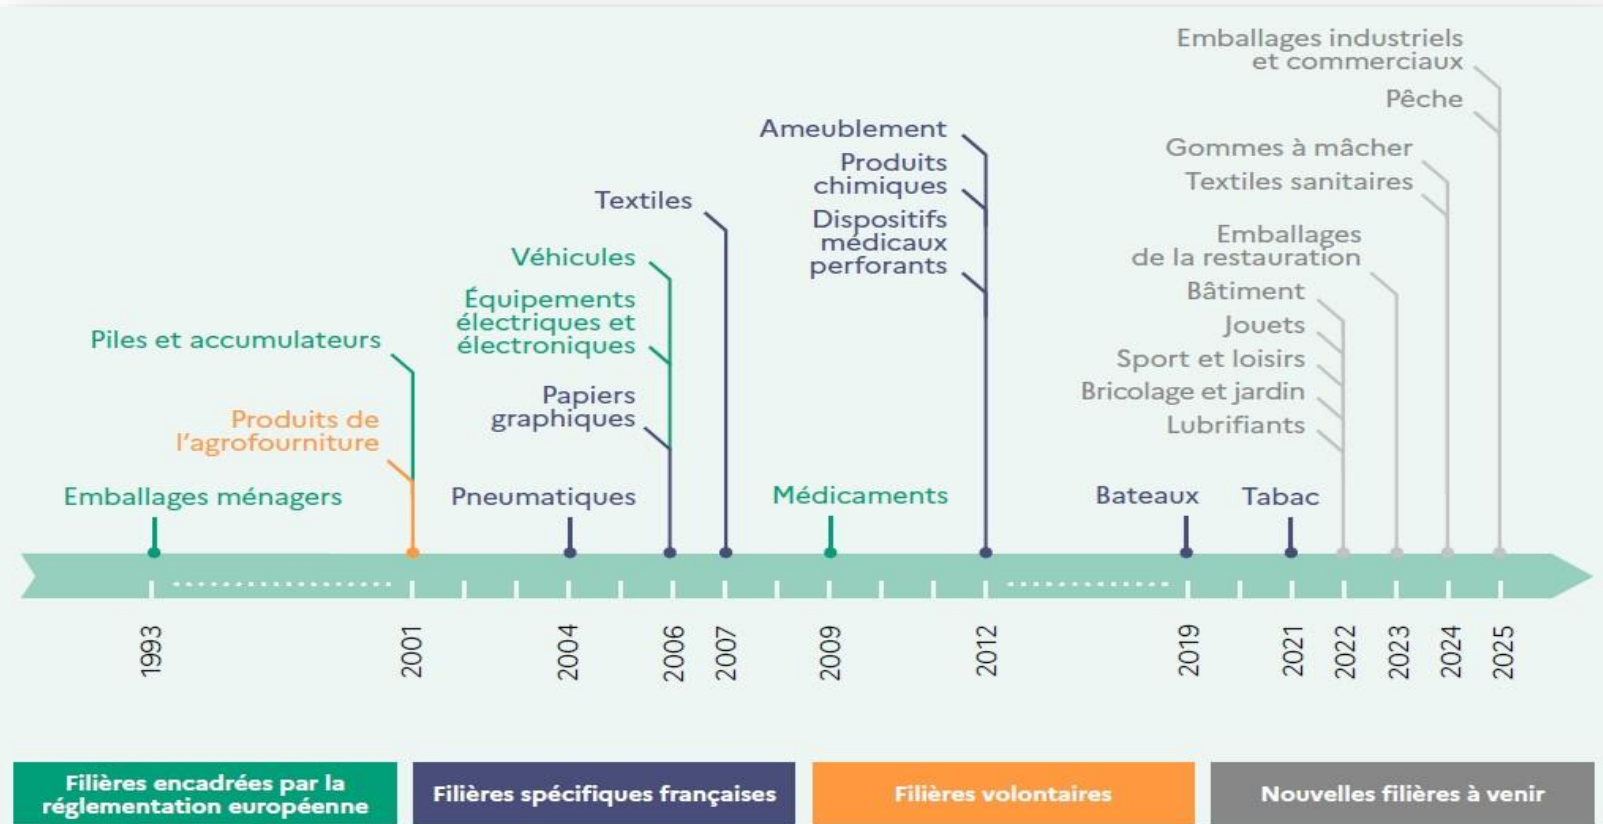 Emballages industriels
et commerciaux
Pêche
Ameublement
Gommes à mâcher
Produits
chimiques
Textiles sanitaires
Textiles
Dispositifs
médicaux
perforants
Emballages
de la restauration
Véhicules
Équipements
électriques et
électroniques
Bâtiment
Jouets
Piles et accumulateurs
Sport et loisirs
Papiers
graphiques
Bricolage et jardin
Produits de
l'agrofourniture
Lubrifiants
Emballages ménagers
Pneumatiques
Médicaments
Bateaux
Tabac
1993
2001
2004
2006
2007
2009
2012
2019
2021
2022
2023
2024
2025
Filières encadrées par la
réglementation européenne
Filières spécifiques françaises
Filières volontaires
Nouvelles filières à venir